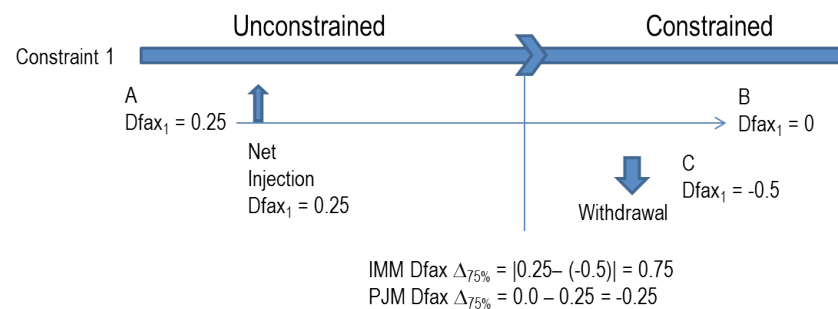 Unconstrained
Constrained
Constraint 1
A
Dfax₁ = 0.25
B
Dfax₁ = 0
Net
Injection
Dfax₁ = 0.25
C
Dfax₁ = -0.5
Withdrawal
IMM Dfax Δ₇₅% = |0.25– (-0.5)| = 0.75
PJM Dfax Δ₇₅% = 0.0 – 0.25 = -0.25